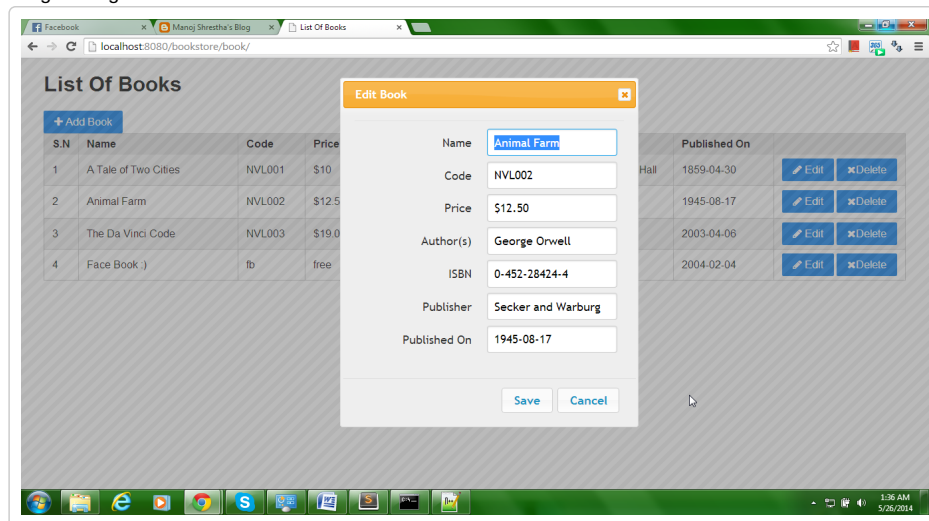 Facebook
Manoj Shrestha's Blog
List Of Books
localhost:8080/bookstore/book/
List Of Books
+ Add Book
S.N Name Code Price Published On
1 A Tale of Two Cities NVL001 $10 Hall 1859-04-30 Edit Delete
2 Animal Farm NVL002 $12.5 1945-08-17 Edit Delete
3 The Da Vinci Code NVL003 $19.0 2003-04-06 Edit Delete
4 Face Book :) fb free 2004-02-04 Edit Delete
Edit Book
Name Animal Farm
Code NVL002
Price $12.50
Author(s) George Orwell
ISBN 0-452-28424-4
Publisher Secker and Warburg
Published On 1945-08-17
Save Cancel
1:36 AM
5/26/2014